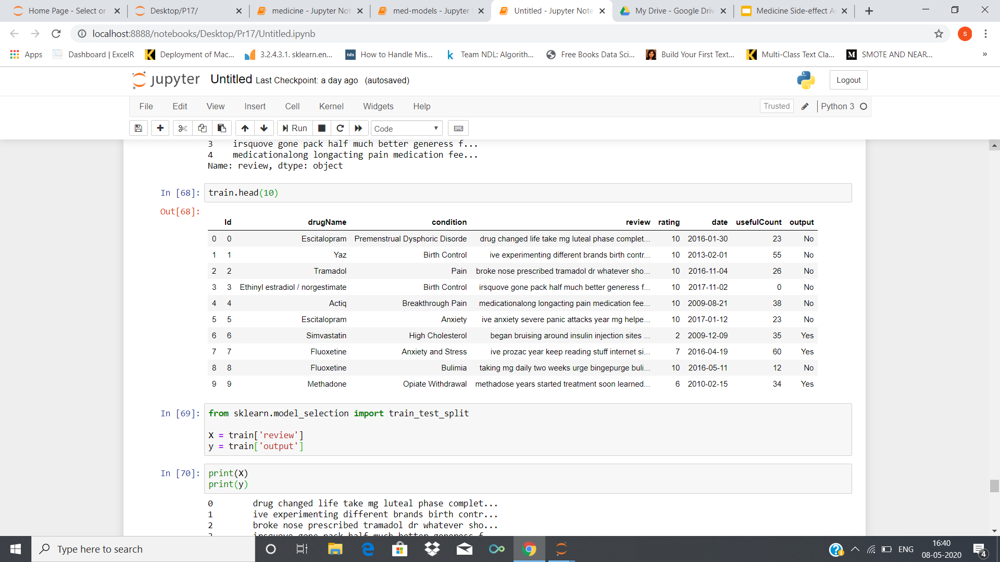 Home Page - Select or
Desktop/P17/
medicine - Jupyter Not
med-models - Jupyter
Untitled - Jupyter Note
My Drive - Google Driv
Medicine Side-effect A
localhost:8888/notebooks/Desktop/Pr17/Untitled.ipynb
s
Apps
Dashboard | ExcelR
Deployment of Mac...
3.2.4.3.1. sklearn.en...
tds How to Handle Mis...
k Team NDL: Algorith...
Free Books Data Sci...
Build Your First Text...
Multi-Class Text Cla...
M SMOTE AND NEAR...
»
jupyter Untitled Last Checkpoint: a day ago (autosaved)
Logout
File Edit View Insert Cell Kernel Widgets Help
Trusted Python 3
Run Code
3 irsquove gone pack half much better generess f...
4 medicationalong longacting pain medication fee...
Name: review, dtype: object
In [68]: train.head(10)
Out[68]:
Id drugName condition review rating date usefulCount output
0 0 Escitalopram Premenstrual Dysphoric Disorde drug changed life take mg luteal phase complet... 10 2016-01-30 23 No
1 1 Yaz Birth Control ive experimenting different brands birth contr... 10 2013-02-01 55 No
2 2 Tramadol Pain broke nose prescribed tramadol dr whatever sho... 10 2016-11-04 26 No
3 3 Ethinyl estradiol / norgestimate Birth Control irsquove gone pack half much better generess f... 10 2017-11-02 0 No
4 4 Actiq Breakthrough Pain medicationalong longacting pain medication fee... 10 2009-08-21 38 No
5 5 Escitalopram Anxiety ive anxiety severe panic attacks year mg helpe... 10 2017-01-12 23 No
6 6 Simvastatin High Cholesterol began bruising around insulin injection sites ... 2 2009-12-09 35 Yes
7 7 Fluoxetine Anxiety and Stress ive prozac year keep reading stuff internet si... 7 2016-04-19 60 Yes
8 8 Fluoxetine Bulimia taking mg daily two weeks urge bingepurge buli... 10 2016-05-11 12 No
9 9 Methadone Opiate Withdrawal methadose years started treatment soon learned... 6 2010-02-15 34 Yes
In [69]: from sklearn.model_selection import train_test_split
X = train['review']
y = train['output']
In [70]: print(X)
print(y)
0 drug changed life take mg luteal phase complet...
1 ive experimenting different brands birth contr...
2 broke nose prescribed tramadol dr whatever sho...
3 irsquove gone pack half much better generess f...
Type here to search
ENG
16:40
08-05-2020
4